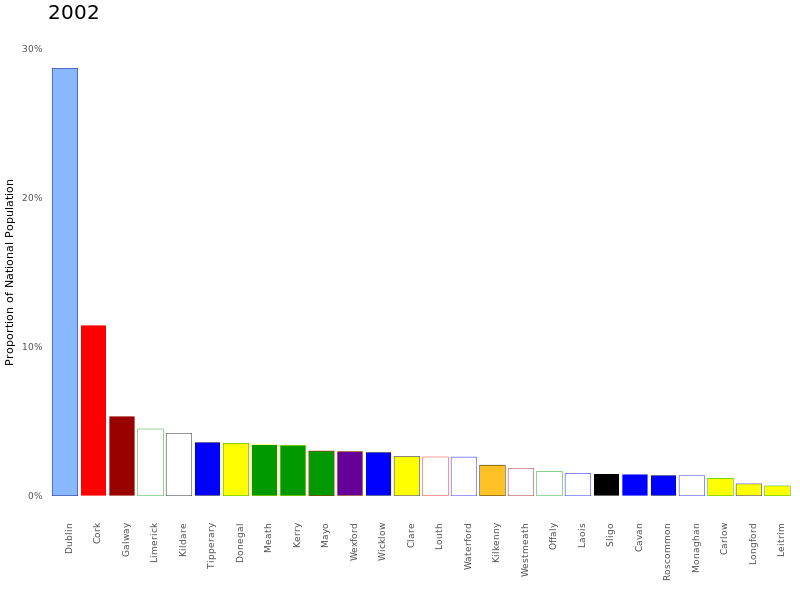 2002
Proportion of National Population
30%
20%
10%
0%
Dublin
Cork
Galway
Limerick
Kildare
Tipperary
Donegal
Meath
Kerry
Mayo
Wexford
Wicklow
Clare
Louth
Waterford
Kilkenny
Westmeath
Offaly
Laois
Sligo
Cavan
Roscommon
Monaghan
Carlow
Longford
Leitrim